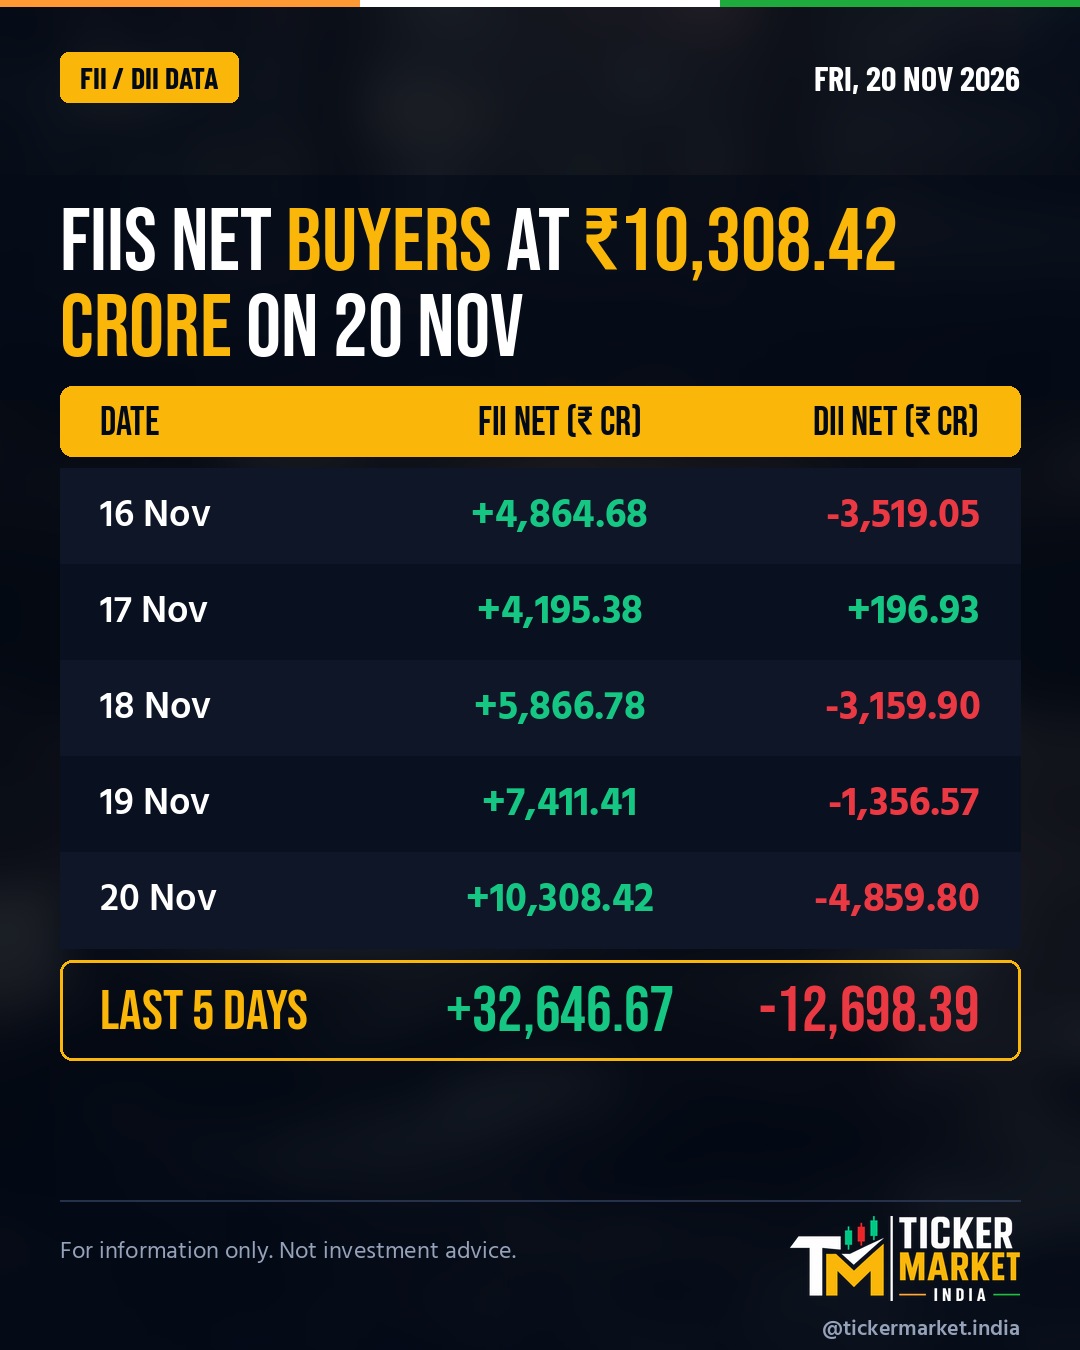 FII / DII DATA
FRI, 20 NOV 2026
FIIS NET BUYERS AT ₹10,308.42
CRORE ON 20 NOV
DATE FII NET (₹ CR) DII NET (₹ CR)
16 Nov +4,864.68 -3,519.05
17 Nov +4,195.38 +196.93
18 Nov +5,866.78 -3,159.90
19 Nov +7,411.41 -1,356.57
20 Nov +10,308.42 -4,859.80
LAST 5 DAYS +32,646.67 -12,698.39
For information only. Not investment advice.
TM
TICKER
MARKET
INDIA
@tickermarket.india